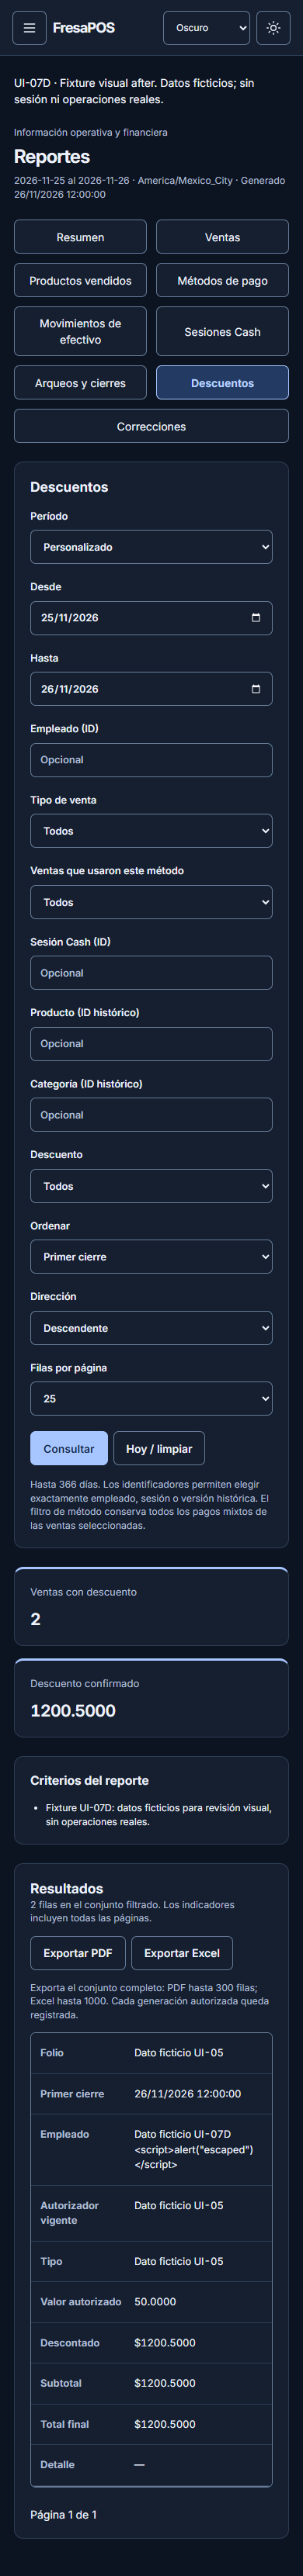 FresaPOS
Oscuro
UI-07D · Fixture visual after. Datos ficticios; sin
sesión ni operaciones reales.
Información operativa y financiera
Reportes
2026-11-25 al 2026-11-26 · America/Mexico_City · Generado
26/11/2026 12:00:00
Resumen
Ventas
Productos vendidos
Métodos de pago
Movimientos de
efectivo
Sesiones Cash
Arqueos y cierres
Descuentos
Correcciones
Descuentos
Período
Personalizado
Desde
25/11/2026
Hasta
26/11/2026
Empleado (ID)
Opcional
Tipo de venta
Todos
Ventas que usaron este método
Todos
Sesión Cash (ID)
Opcional
Producto (ID histórico)
Opcional
Categoría (ID histórico)
Opcional
Descuento
Todos
Ordenar
Primer cierre
Dirección
Descendente
Filas por página
25
Consultar
Hoy / limpiar
Hasta 366 días. Los identificadores permiten elegir
exactamente empleado, sesión o versión histórica. El
filtro de método conserva todos los pagos mixtos de
las ventas seleccionadas.
Ventas con descuento
2
Descuento confirmado
1200.5000
Criterios del reporte
• Fixture UI-07D: datos ficticios para revisión visual,
sin operaciones reales.
Resultados
2 filas en el conjunto filtrado. Los indicadores
incluyen todas las páginas.
Exportar PDF
Exportar Excel
Exporta el conjunto completo: PDF hasta 300 filas;
Excel hasta 1000. Cada generación autorizada queda
registrada.
Folio Dato ficticio UI-05
Primer cierre 26/11/2026 12:00:00
Empleado Dato ficticio UI-07D
<script>alert("escaped")
</script>
Autorizador Dato ficticio UI-05
vigente
Tipo Dato ficticio UI-05
Valor autorizado 50.0000
Descontado $1200.5000
Subtotal $1200.5000
Total final $1200.5000
Detalle —
Página 1 de 1